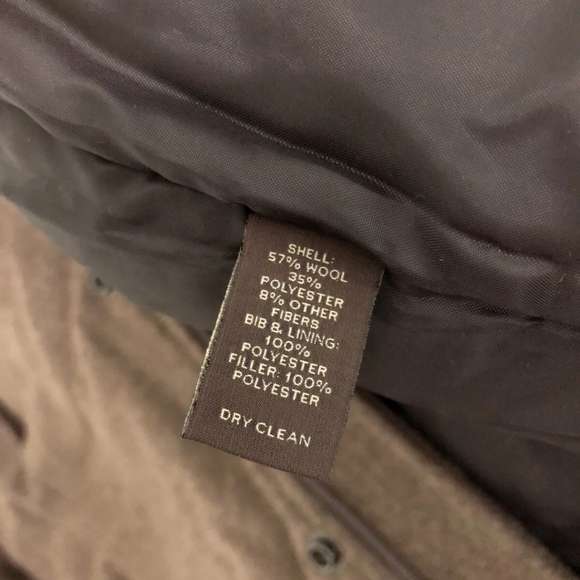 SHELL:
57% WOOL
35%
POLYESTER
8% OTHER
FIBERS
BIB & LINING:
100%
POLYESTER
FILLER: 100%
POLYESTER
DRY CLEAN